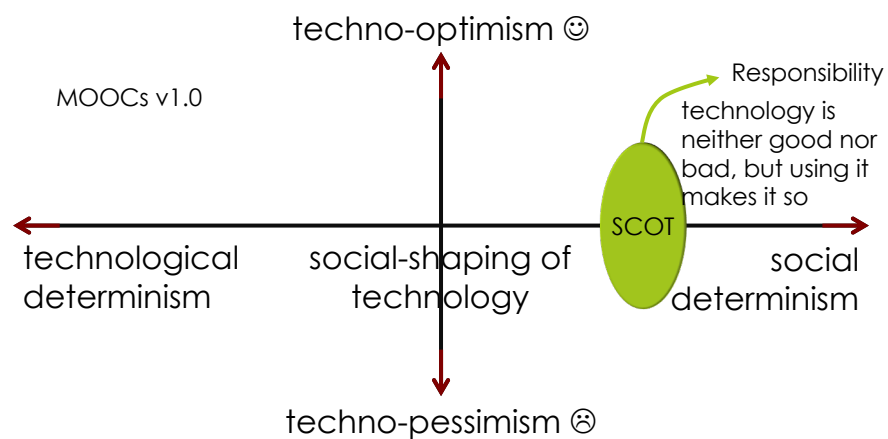 techno-optimism ☺
Responsibility
MOOCs v1.0
technology is
neither good nor
bad, but using it
makes it so
SCOT
technological
determinism
social-shaping of
technology
social
determinism
techno-pessimism ☹